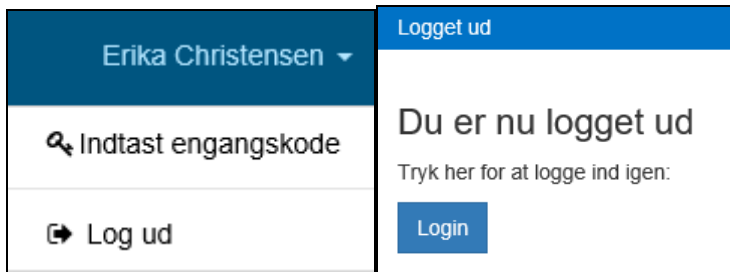 Erika Christensen
Indtast engangskode
Log ud
Logget ud
Du er nu logget ud
Tryk her for at logge ind igen:
Login